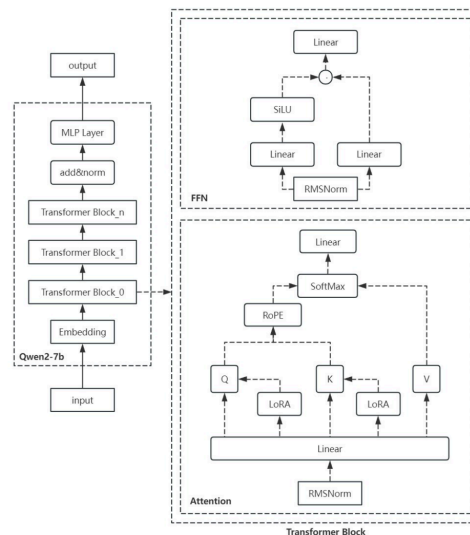 output
MLP Layer
add&norm
Transformer Block_n
Transformer Block_1
Transformer Block_0
Embedding
Qwen2-7b
input
Linear
.
SiLU
Linear
Linear
RMSNorm
FFN
Linear
SoftMax
RoPE
Q
K
V
LoRA
LoRA
Linear
RMSNorm
Attention
Transformer Block